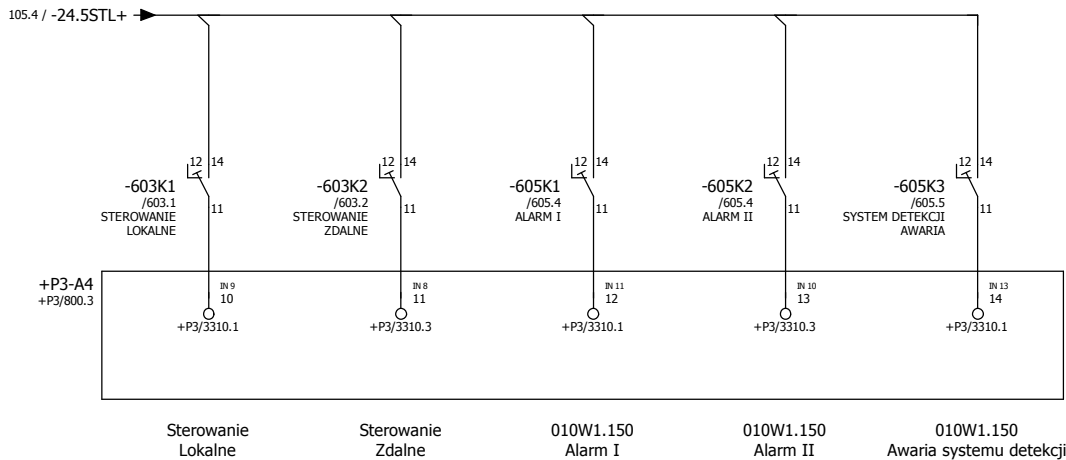 105.4 / -24.5STL+
12 14
-603K1
/603.1
STEROWANIE
LOKALNE
11
12 14
-603K2
/603.2
STEROWANIE
ZDALNE
11
12 14
-605K1
/605.4
ALARM I
11
12 14
-605K2
/605.4
ALARM II
11
12 14
-605K3
/605.5
SYSTEM DETEKCJI
AWARIA
11
+P3-A4
+P3/800.3
IN 9
10
+P3/3310.1
IN 8
11
+P3/3310.3
IN 11
12
+P3/3310.1
IN 10
13
+P3/3310.3
IN 13
14
+P3/3310.1
Sterowanie
Lokalne
Sterowanie
Zdalne
010W1.150
Alarm I
010W1.150
Alarm II
010W1.150
Awaria systemu detekcji